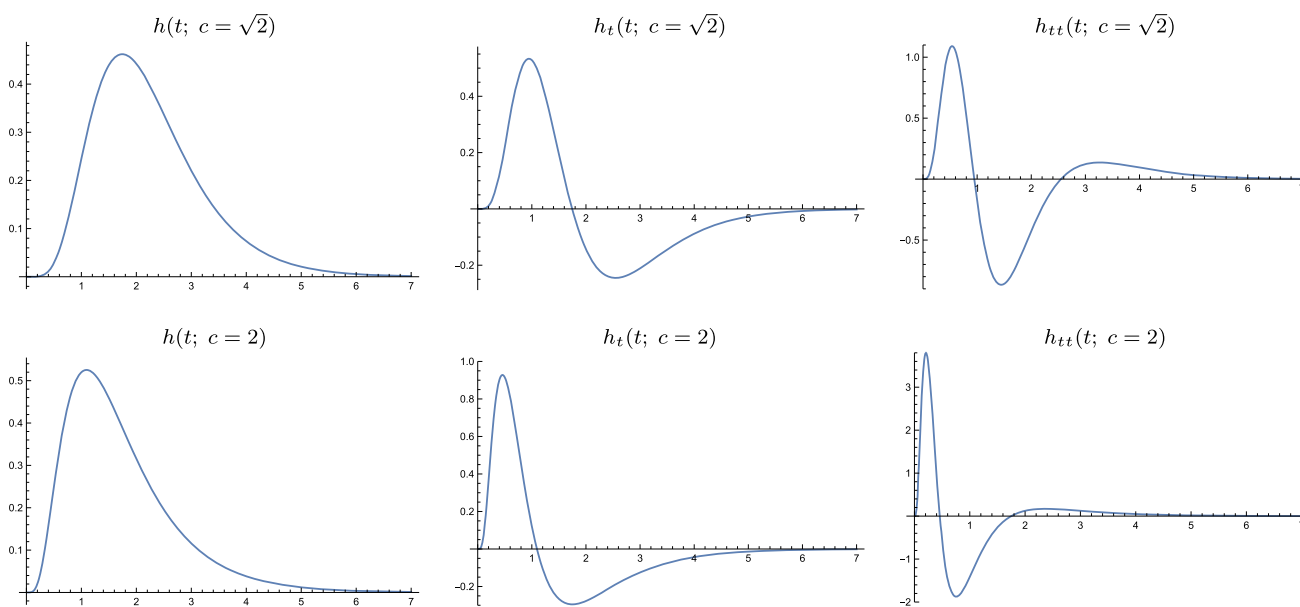 h(t; c = √2)
h_t(t; c = √2)
h_tt(t; c = √2)
0.4
0.3
0.2
0.1
1 2 3 4 5 6 7
0.4
0.2
−0.2
1 2 3 4 5 6 7
1.0
0.5
−0.5
1 2 3 4 5 6 7
h(t; c = 2)
h_t(t; c = 2)
h_tt(t; c = 2)
0.5
0.4
0.3
0.2
0.1
1 2 3 4 5 6 7
1.0
0.8
0.6
0.4
0.2
−0.2
1 2 3 4 5 6 7
3
2
1
−1
−2
1 2 3 4 5 6